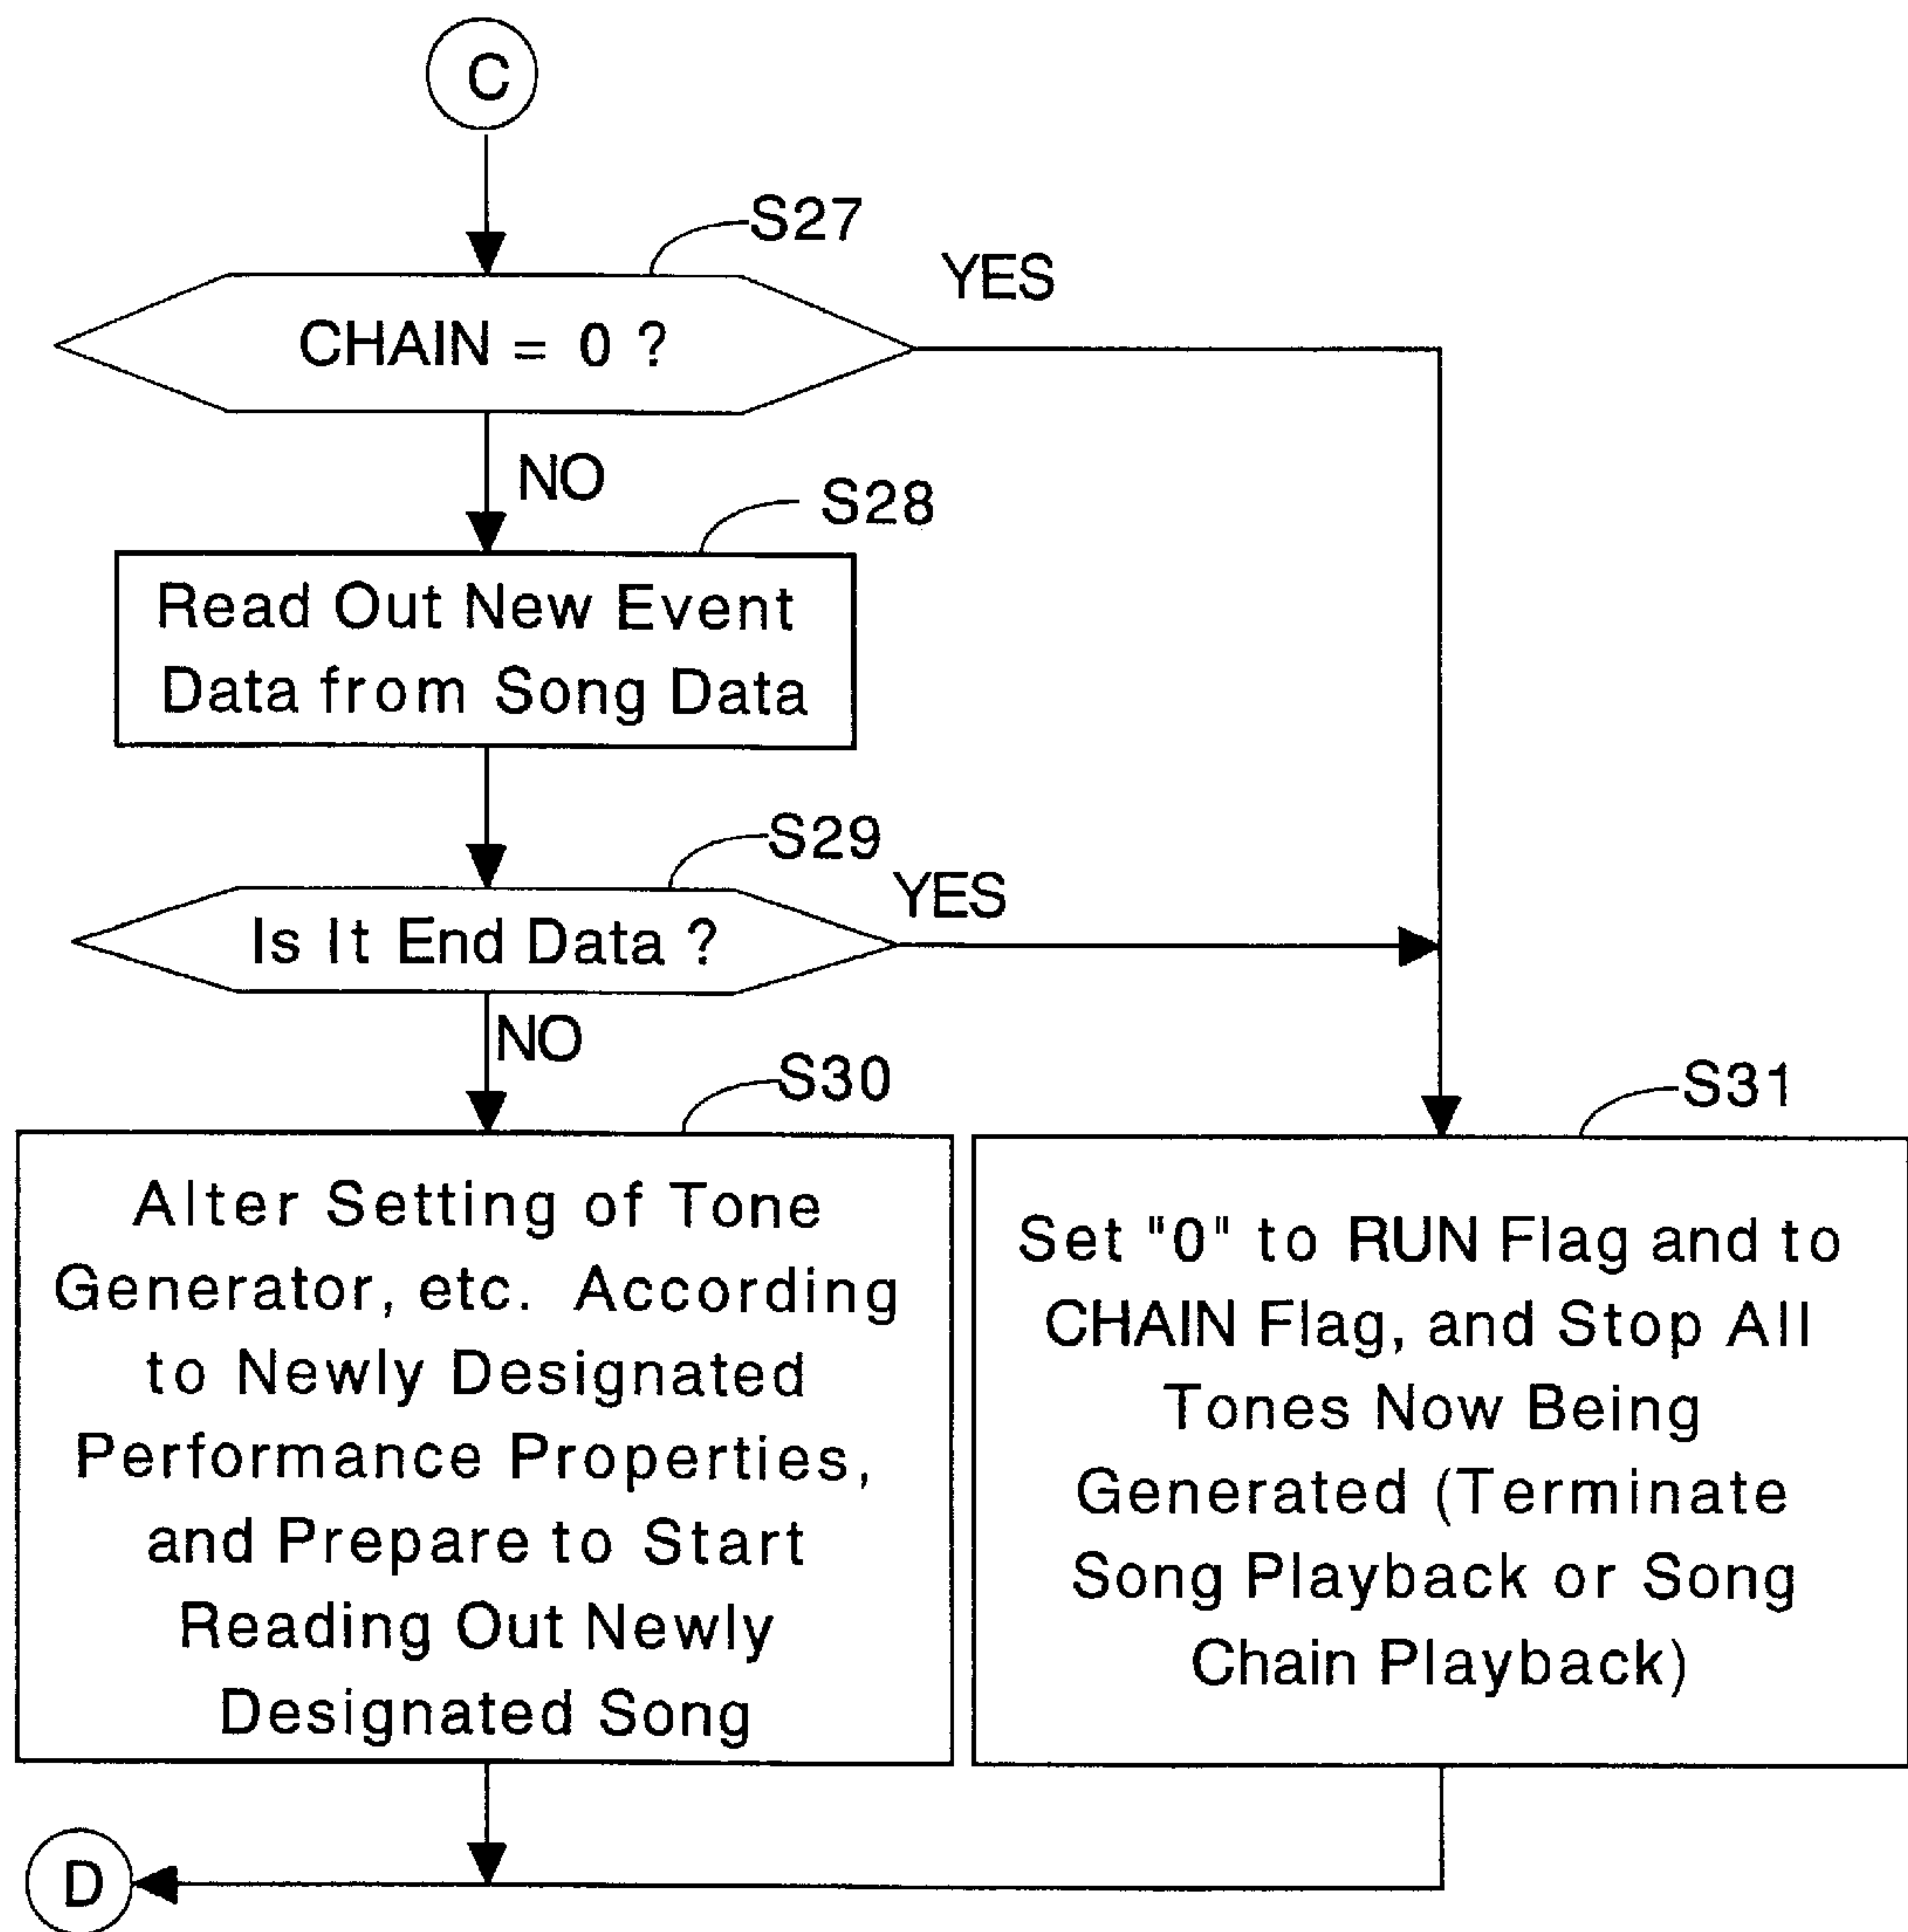 C
S27
YES
CHAIN = 0 ?
NO
S28
Read Out New Event
Data from Song Data
S29
YES
Is It End Data ?
NO
S30
Alter Setting of Tone
Generator, etc. According
to Newly Designated
Performance Properties,
and Prepare to Start
Reading Out Newly
Designated Song
S31
Set "0" to RUN Flag and to
CHAIN Flag, and Stop All
Tones Now Being
Generated (Terminate
Song Playback or Song
Chain Playback)
D